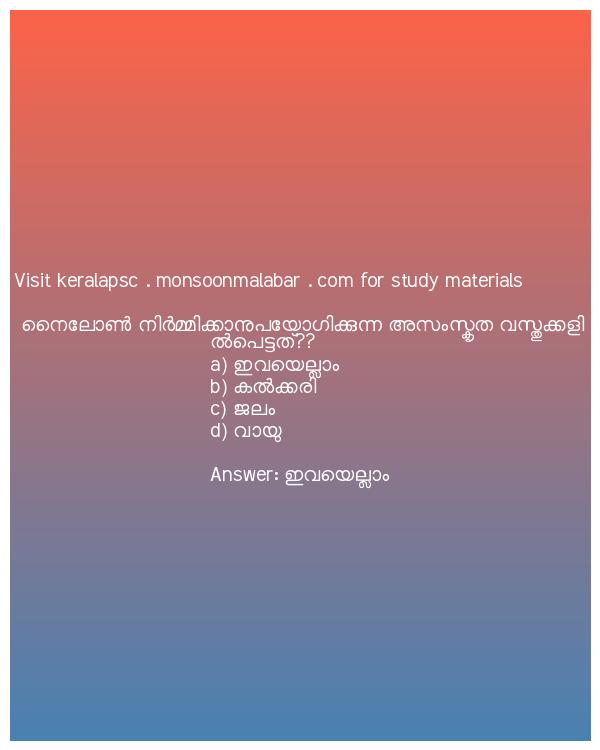 Visit keralapsc . monsoonmalabar . com for study materials
നൈലോൺ നിർമ്മിക്കാനുപയോഗിക്കുന്ന അസംസ്കൃത വസ്തുക്കളി
ൽപെട്ടത്??
a) ഇവയെല്ലാം
b) കൽക്കരി
c) ജലം
d) വായു
Answer: ഇവയെല്ലാം